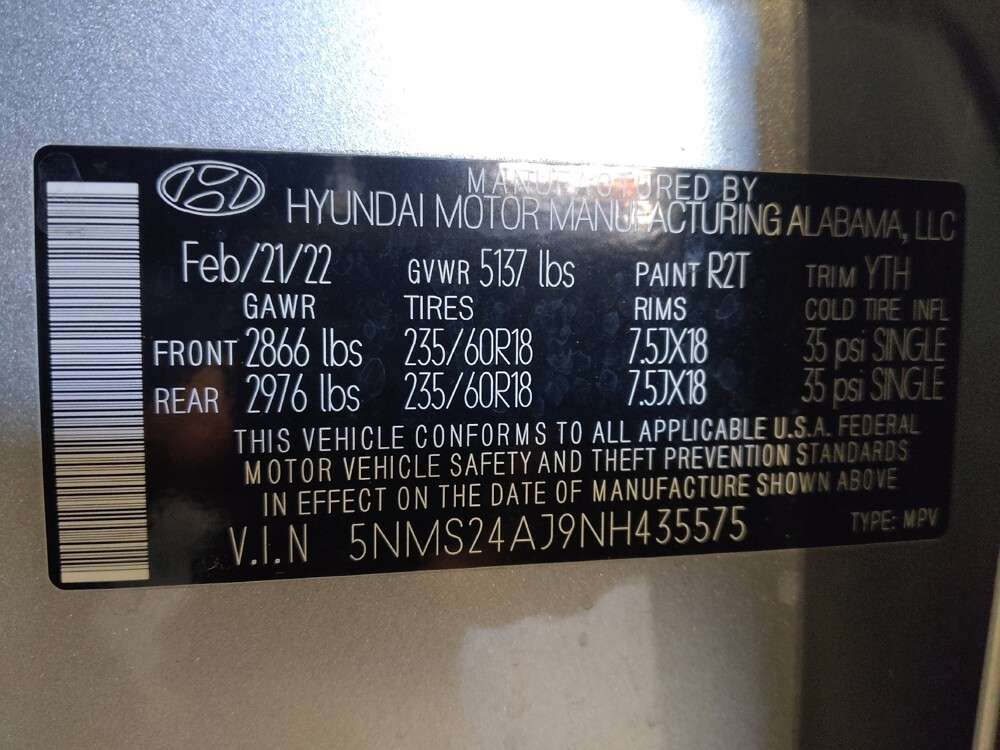 MANUFACTURED BY
HYUNDAI MOTOR MANUFACTURING ALABAMA, LLC
Feb/21/22 GVWR 5137 lbs PAINT R2T TRIM YTH
GAWR TIRES RIMS COLD TIRE INFL
FRONT 2866 lbs 235/60R18 7.5JX18 35 psi SINGLE
REAR 2976 lbs 235/60R18 7.5JX18 35 psi SINGLE
THIS VEHICLE CONFORMS TO ALL APPLICABLE U.S.A. FEDERAL
MOTOR VEHICLE SAFETY AND THEFT PREVENTION STANDARDS
IN EFFECT ON THE DATE OF MANUFACTURE SHOWN ABOVE
V.I.N 5NMS24AJ9NH435575 TYPE: MPV